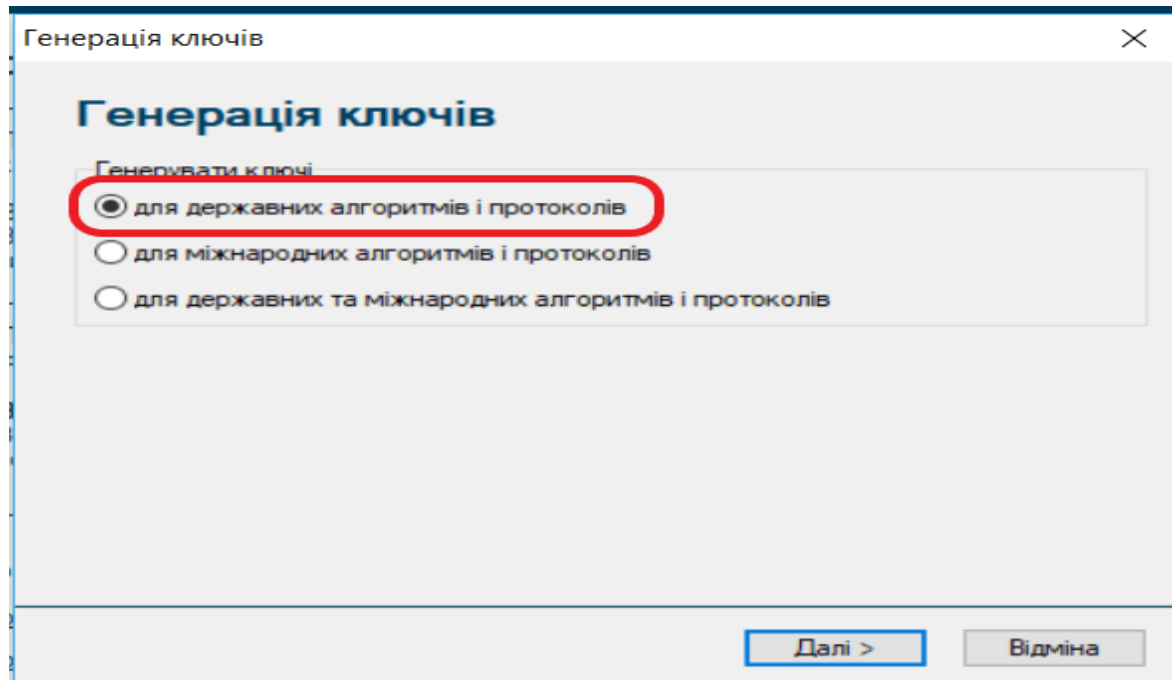 Генерація ключів
Генерація ключів
Генерувати ключі
для державних алгоритмів і протоколів
для міжнародних алгоритмів і протоколів
для державних та міжнародних алгоритмів і протоколів
Далі >
Відміна